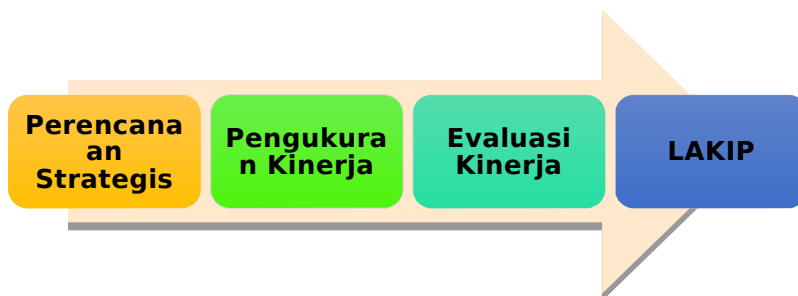 Perencana
an
Strategis
Pengukura
n Kinerja
Evaluasi
Kinerja
LAKIP